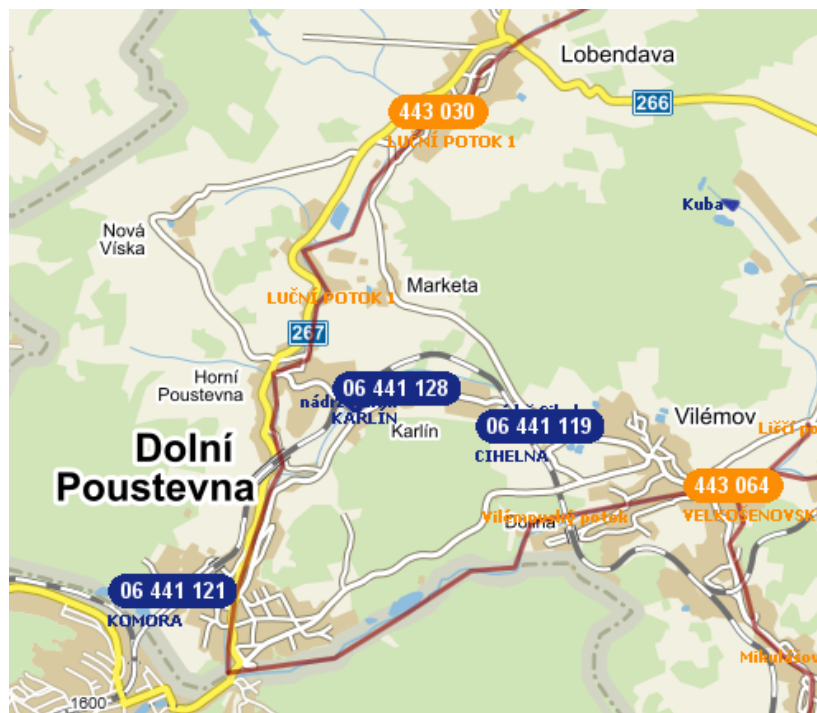 Lobendava
266
443 030
LUČNÍ POTOK 1
Kuba
Nová
Víska
Marketa
LUČNÍ POTOK 1
267
Horní
Poustevna
06 441 128
KARLÍN
Karlín
06 441 119
CIHELNA
Vilémov
Dolní
Poustevna
443 064
VELKOŠENOVSK
Vilémovský potok
Dolina
06 441 121
KOMORA
1600